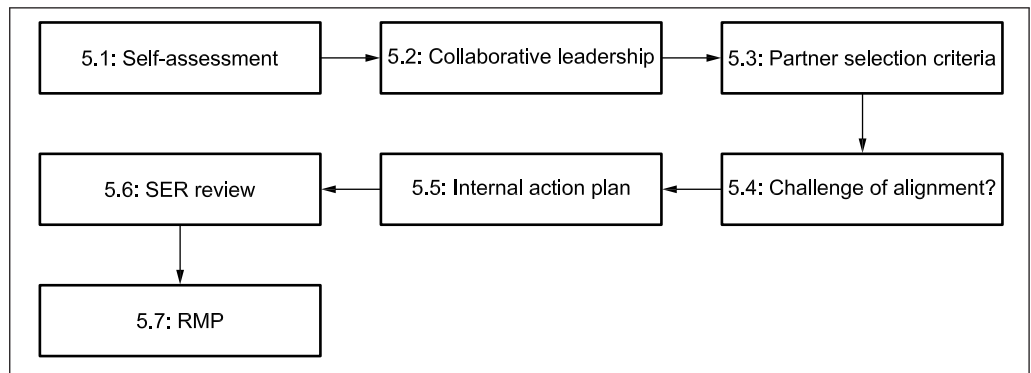 5.1: Self-assessment
5.2: Collaborative leadership
5.3: Partner selection criteria
5.6: SER review
5.5: Internal action plan
5.4: Challenge of alignment?
5.7: RMP